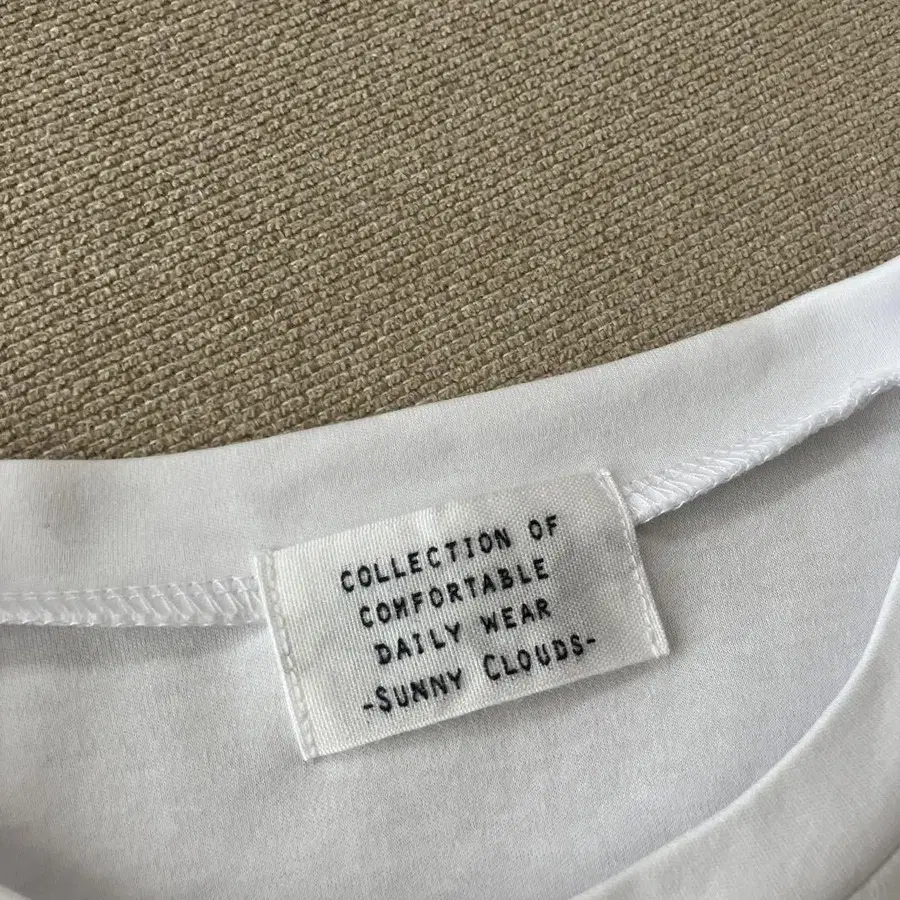 COLLECTION OF
COMFORTABLE
DAILY WEAR
-SUNNY CLOUDS-